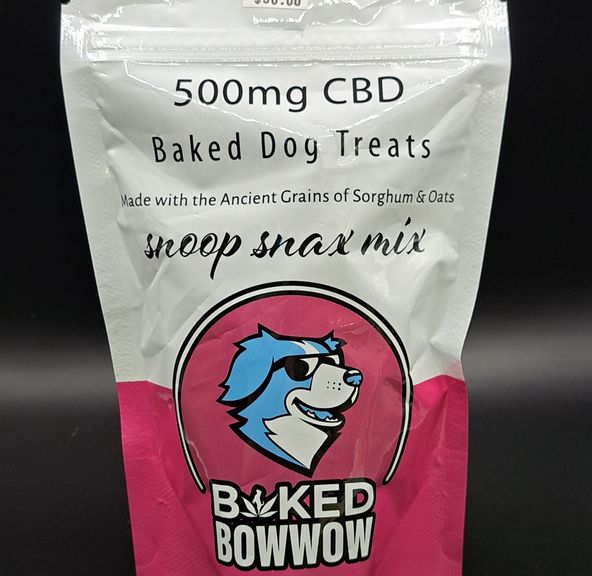 500mg CBD
Baked Dog Treats
Made with the Ancient Grains of Sorghum & Oats
snoop snax mix
BAKED
BOWWOW